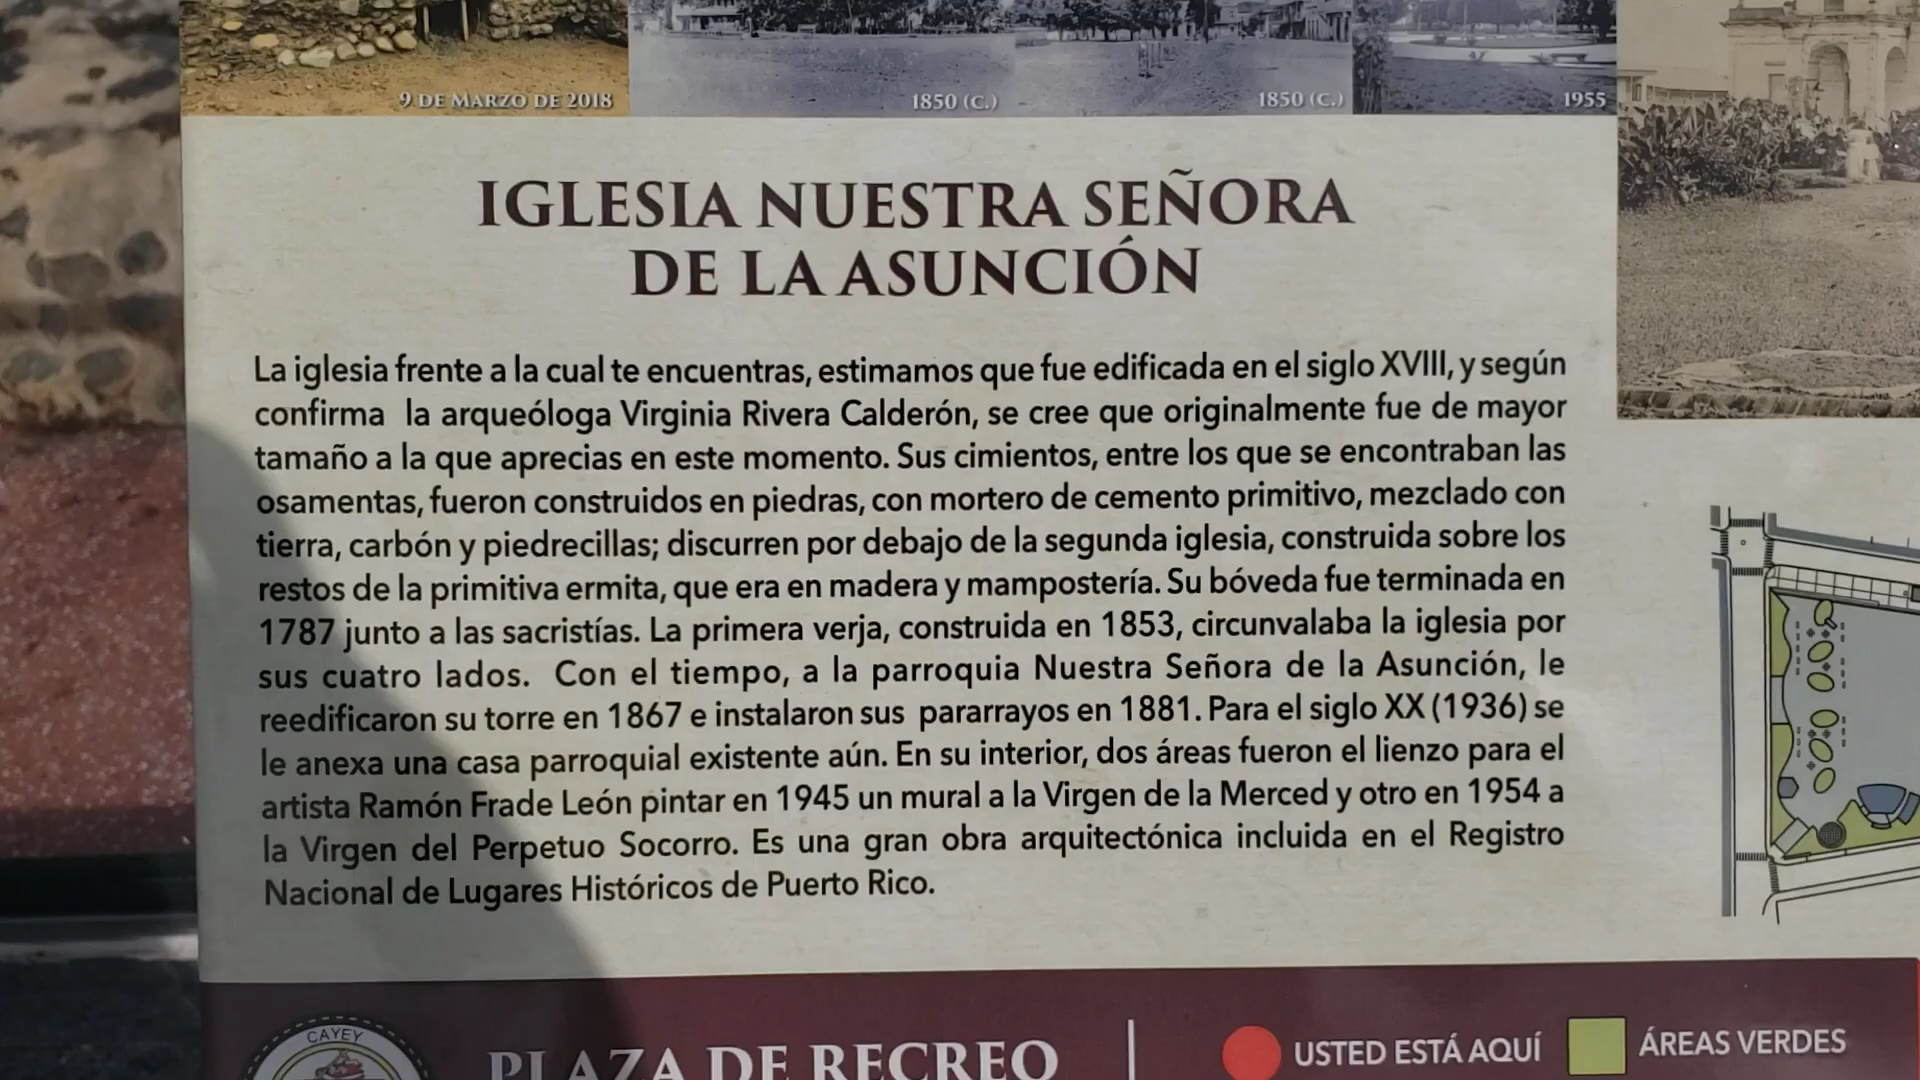 9 DE MARZO DE 2018
1850 (C.)
1850 (C.)
1955
IGLESIA NUESTRA SEÑORA
DE LA ASUNCIÓN
La iglesia frente a la cual te encuentras, estimamos que fue edificada en el siglo XVIII, y según
confirma la arqueóloga Virginia Rivera Calderón, se cree que originalmente fue de mayor
tamaño a la que aprecias en este momento. Sus cimientos, entre los que se encontraban las
osamentas, fueron construidos en piedras, con mortero de cemento primitivo, mezclado con
tierra, carbón y piedrecillas; discurren por debajo de la segunda iglesia, construida sobre los
restos de la primitiva ermita, que era en madera y mampostería. Su bóveda fue terminada en
1787 junto a las sacristías. La primera verja, construida en 1853, circunvalaba la iglesia por
sus cuatro lados. Con el tiempo, a la parroquia Nuestra Señora de la Asunción, le
reedificaron su torre en 1867 e instalaron sus pararrayos en 1881. Para el siglo XX (1936) se
le anexa una casa parroquial existente aún. En su interior, dos áreas fueron el lienzo para el
artista Ramón Frade León pintar en 1945 un mural a la Virgen de la Merced y otro en 1954 a
la Virgen del Perpetuo Socorro. Es una gran obra arquitectónica incluida en el Registro
Nacional de Lugares Históricos de Puerto Rico.
CAYEY
PLAZA DE RECREO
USTED ESTÁ AQUÍ
ÁREAS VERDES